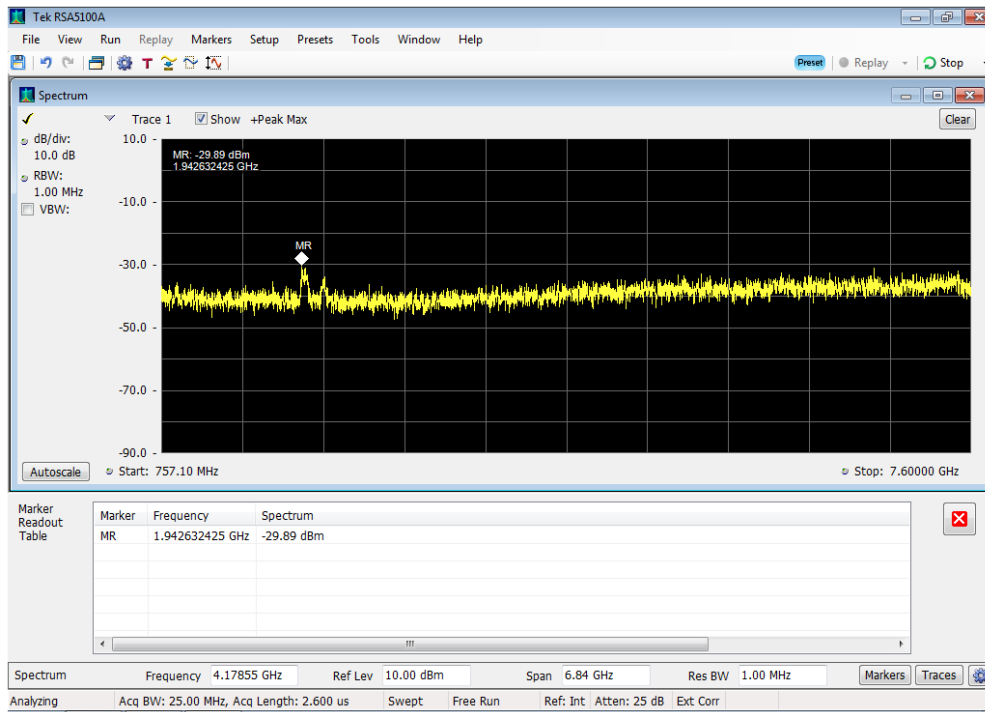 Tek RSA5100A
File View Run Replay Markers Setup Presets Tools Window Help
T Preset Replay - Stop
Spectrum
Trace 1 Show +Peak Max Clear
dB/div: 10.0 dB
RBW: 1.00 MHz
VBW:
10.0 -
-10.0 -
-30.0 -
-50.0 -
-70.0 -
-90.0 -
MR: -29.89 dBm
1.942632425 GHz
MR
Autoscale Start: 757.10 MHz Stop: 7.60000 GHz
Marker Readout Table
Marker Frequency Spectrum
MR 1.942632425 GHz -29.89 dBm
Spectrum Frequency 4.17855 GHz Ref Lev 10.00 dBm Span 6.84 GHz Res BW 1.00 MHz Markers Traces
Analyzing Acq BW: 25.00 MHz, Acq Length: 2.600 us Swept Free Run Ref: Int Atten: 25 dB Ext Corr